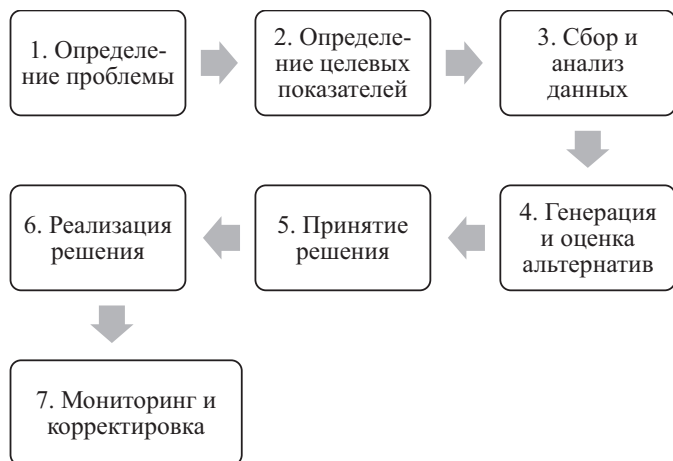 1. Определе-
ние проблемы
2. Определе-
ние целевых
показателей
3. Сбор и
анализ
данных
4. Генерация
и оценка
альтернатив
5. Принятие
решения
6. Реализация
решения
7. Мониторинг и
корректировка